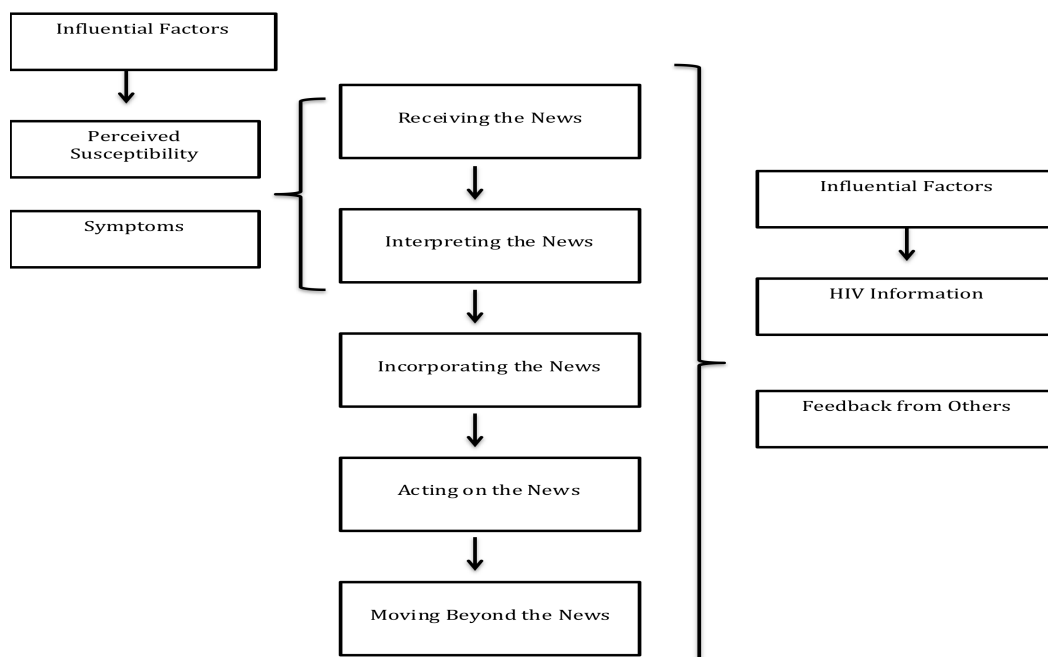 Influential Factors
Perceived
Susceptibility
Symptoms
Receiving the News
Interpreting the News
Incorporating the News
Acting on the News
Moving Beyond the News
Influential Factors
HIV Information
Feedback from Others